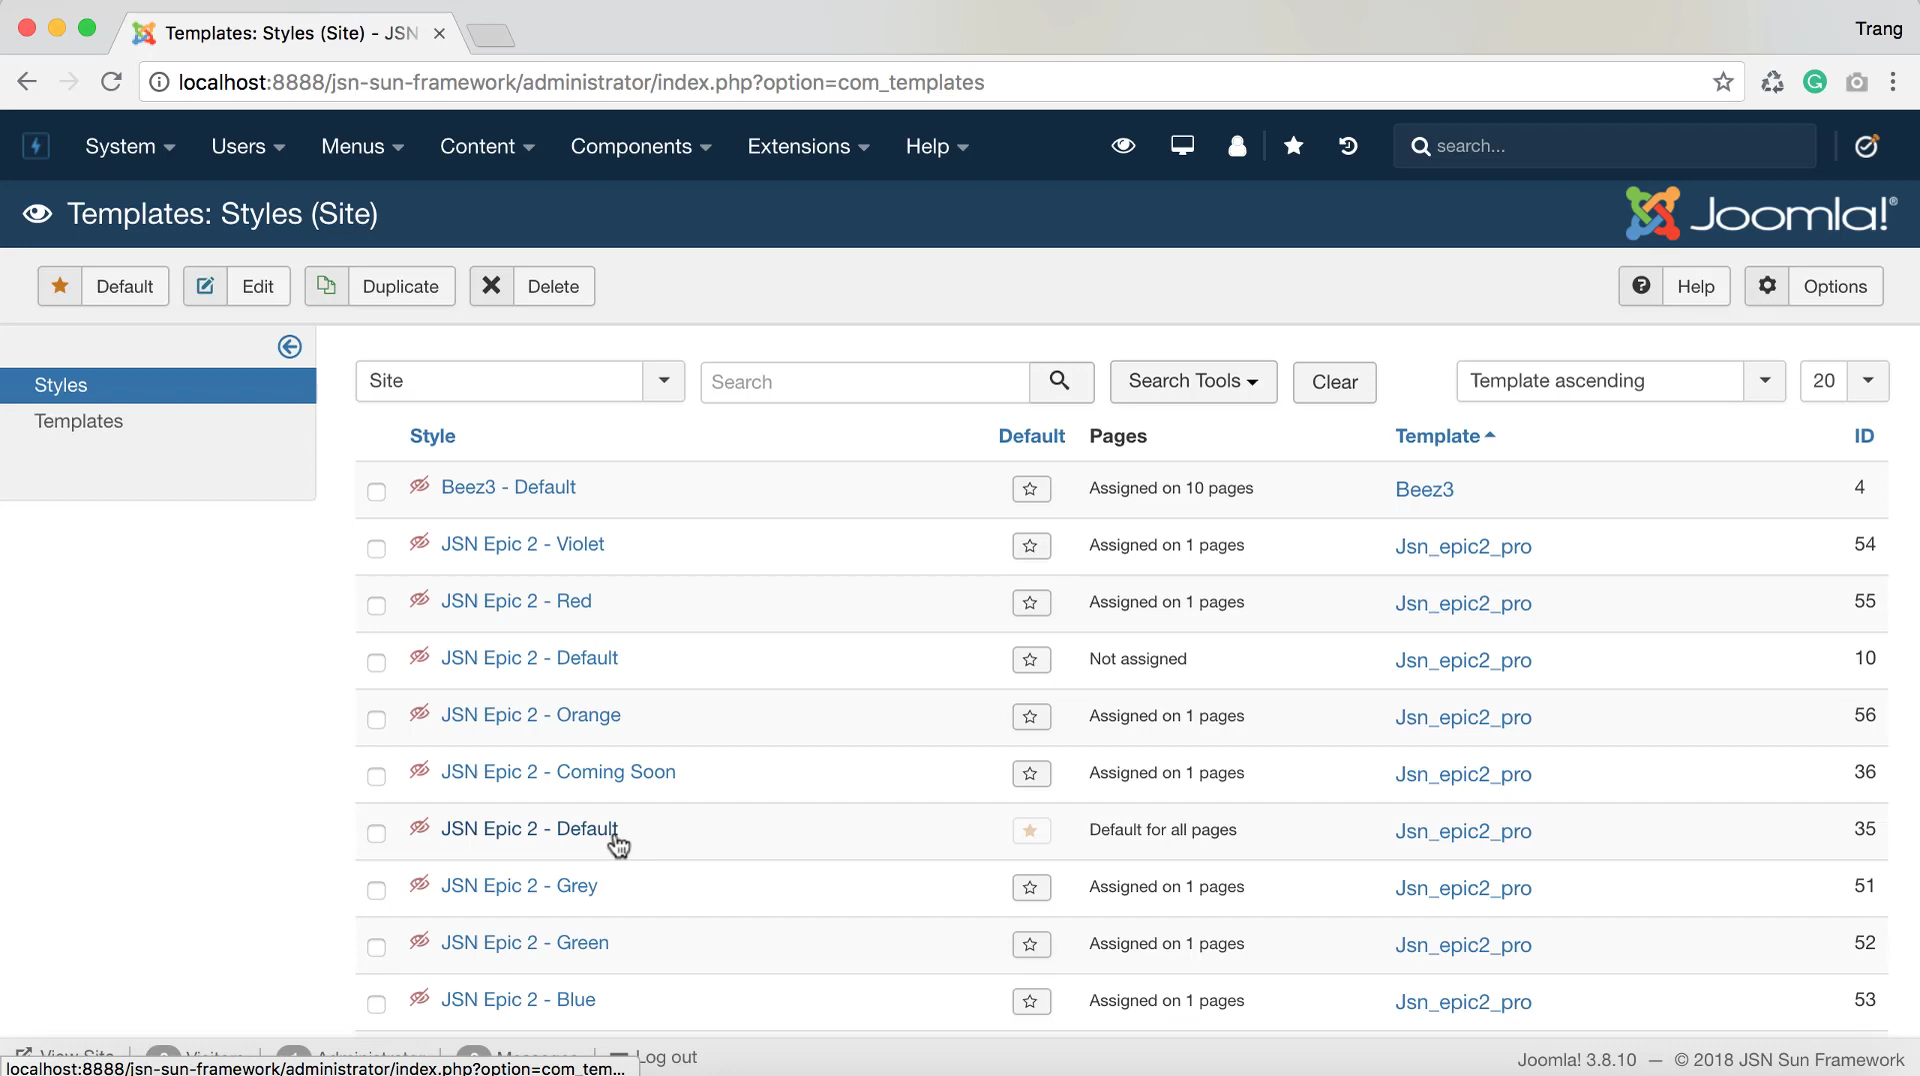 Templates: Styles (Site) - JSN
Trang
localhost:8888/jsn-sun-framework/administrator/index.php?option=com_templates
System Users Menus Content Components Extensions Help search...
Templates: Styles (Site)
Joomla!®
Default Edit Duplicate Delete Help Options
Styles
Templates
Site Search Search Tools Clear Template ascending 20
Style Default Pages Template ID
Beez3 - Default Assigned on 10 pages Beez3 4
JSN Epic 2 - Violet Assigned on 1 pages Jsn_epic2_pro 54
JSN Epic 2 - Red Assigned on 1 pages Jsn_epic2_pro 55
JSN Epic 2 - Default Not assigned Jsn_epic2_pro 10
JSN Epic 2 - Orange Assigned on 1 pages Jsn_epic2_pro 56
JSN Epic 2 - Coming Soon Assigned on 1 pages Jsn_epic2_pro 36
JSN Epic 2 - Default Default for all pages Jsn_epic2_pro 35
JSN Epic 2 - Grey Assigned on 1 pages Jsn_epic2_pro 51
JSN Epic 2 - Green Assigned on 1 pages Jsn_epic2_pro 52
JSN Epic 2 - Blue Assigned on 1 pages Jsn_epic2_pro 53
View Site Visitors Administrator Messages Log out
Joomla! 3.8.10 — © 2018 JSN Sun Framework
localhost:8888/jsn-sun-framework/administrator/index.php?option=com_tem...